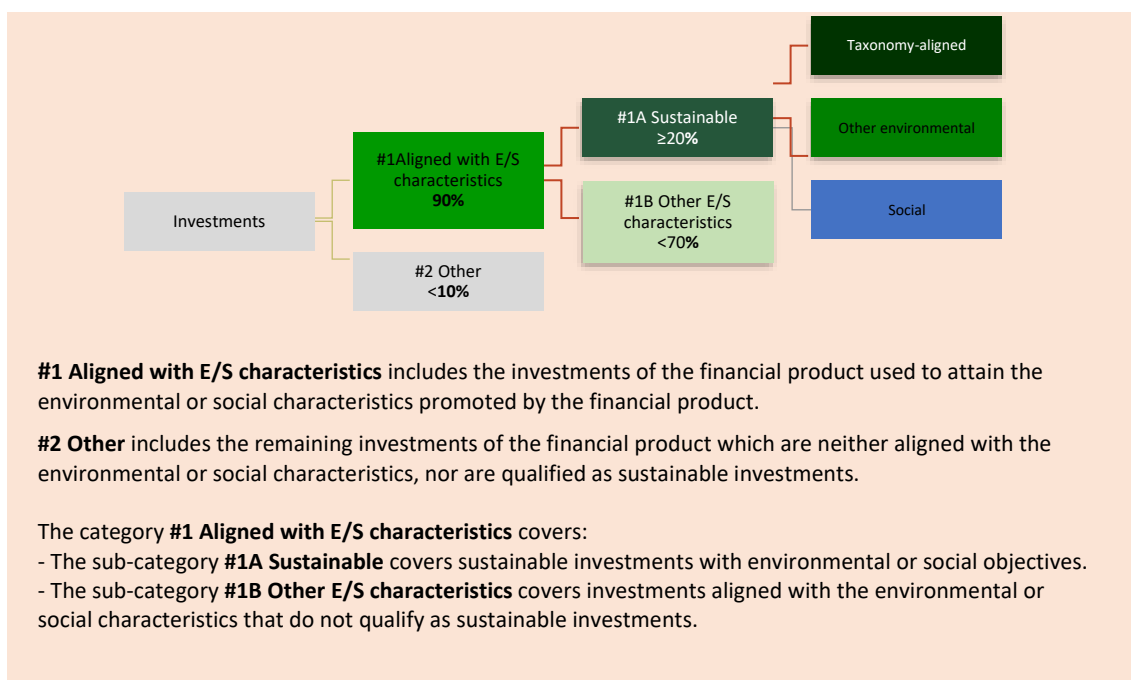 Taxonomy-aligned
#1A Sustainable
≥20%
Other environmental
#1Aligned with E/S
characteristics
90%
#1B Other E/S
characteristics
<70%
Social
Investments
#2 Other
<10%
#1 Aligned with E/S characteristics includes the investments of the financial product used to attain the
environmental or social characteristics promoted by the financial product.
#2 Other includes the remaining investments of the financial product which are neither aligned with the
environmental or social characteristics, nor are qualified as sustainable investments.
The category #1 Aligned with E/S characteristics covers:
- The sub-category #1A Sustainable covers sustainable investments with environmental or social objectives.
- The sub-category #1B Other E/S characteristics covers investments aligned with the environmental or
social characteristics that do not qualify as sustainable investments.